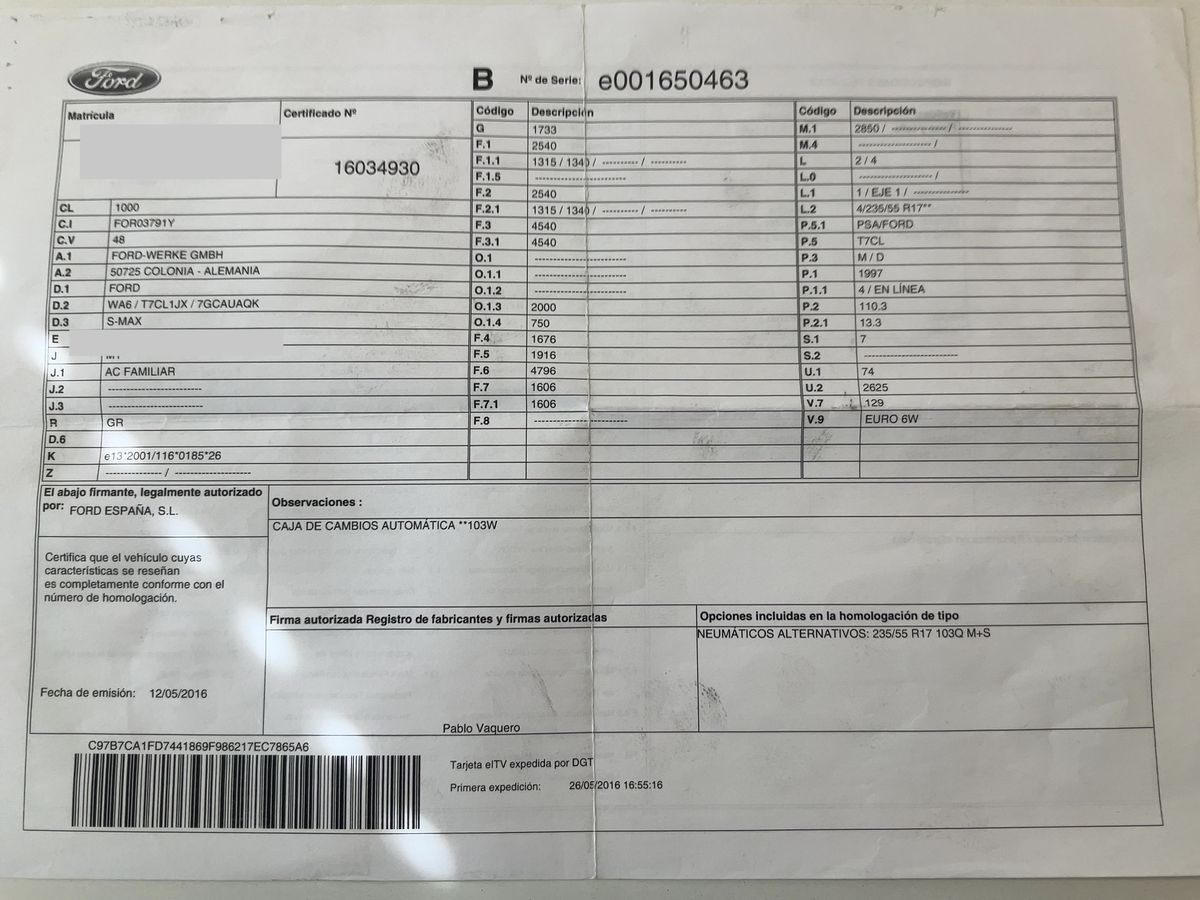 Ford
B Nº de Serie: e001650463
Matrícula
Certificado Nº
16034930
CL 1000
C.I FOR03791Y
C.V 48
A.1 FORD-WERKE GMBH
A.2 50725 COLONIA - ALEMANIA
D.1 FORD
D.2 WA6 / T7CL1JX / 7GCAUAQK
D.3 S-MAX
E
J
J.1 AC FAMILIAR
J.2 -------------------------
J.3 -------------------------
R GR
D.6
K e13*2001/116*0185*26
Z --------------- / --------------------
Código Descripción
G 1733
F.1 2540
F.1.1 1315 / 1340 / ---------- / ----------
F.1.5 -------------------------
F.2 2540
F.2.1 1315 / 1340 / ---------- / ----------
F.3 4540
F.3.1 4540
O.1 -------------------------
O.1.1 -------------------------
O.1.2 -------------------------
O.1.3 2000
O.1.4 750
F.4 1676
F.5 1916
F.6 4796
F.7 1606
F.7.1 1606
F.8 -------------------------
Código Descripción
M.1 2850 / --------------- / ---------------
M.4 -------------------- /
L 2 / 4
L.0 -------------------- /
L.1 1 / EJE 1 / ---------------
L.2 4/235/55 R17**
P.5.1 PSA/FORD
P.5 T7CL
P.3 M / D
P.1 1997
P.1.1 4 / EN LÍNEA
P.2 110.3
P.2.1 13.3
S.1 7
S.2 -------------------------
U.1 74
U.2 2625
V.7 .129
V.9 EURO 6W
El abajo firmante, legalmente autorizado
por: FORD ESPAÑA, S.L.
Certifica que el vehículo cuyas
características se reseñan
es completamente conforme con el
número de homologación.
Fecha de emisión: 12/05/2016
Observaciones :
CAJA DE CAMBIOS AUTOMÁTICA **103W
Firma autorizada Registro de fabricantes y firmas autorizadas
Pablo Vaquero
Opciones incluidas en la homologación de tipo
NEUMÁTICOS ALTERNATIVOS: 235/55 R17 103Q M+S
C97B7CA1FD7441869F986217EC7865A6
Tarjeta eITV expedida por DGT
Primera expedición: 26/05/2016 16:55:16